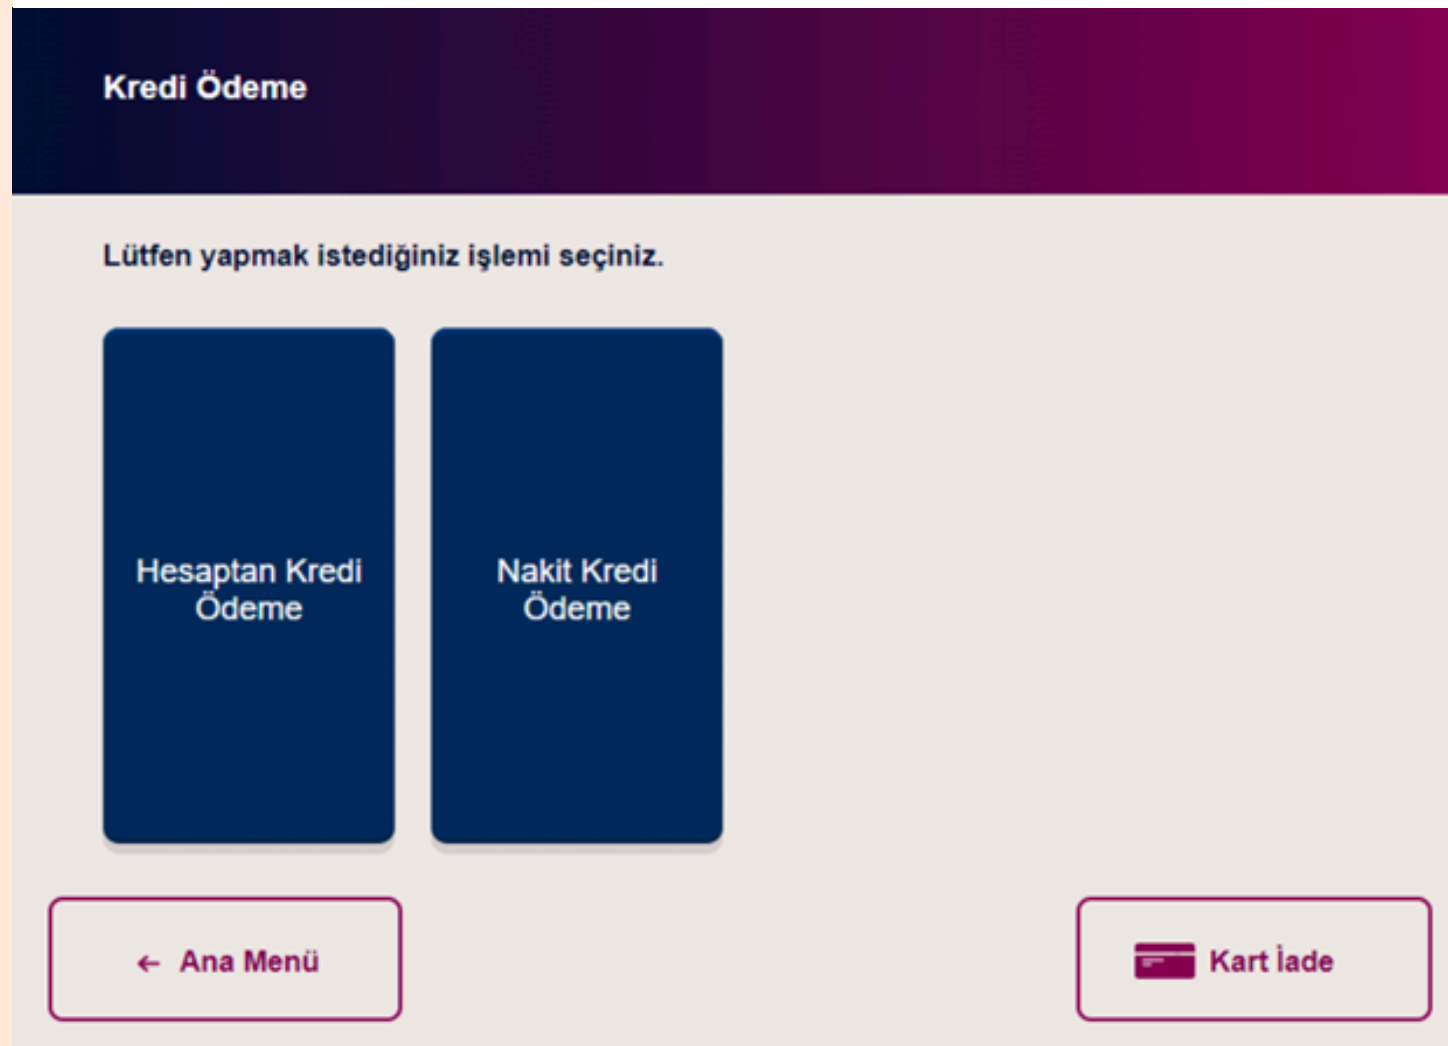 Kredi Ödeme
Lütfen yapmak istediğiniz işlemi seçiniz.
Hesaptan Kredi
Ödeme
Nakit Kredi
Ödeme
← Ana Menü
Kart İade